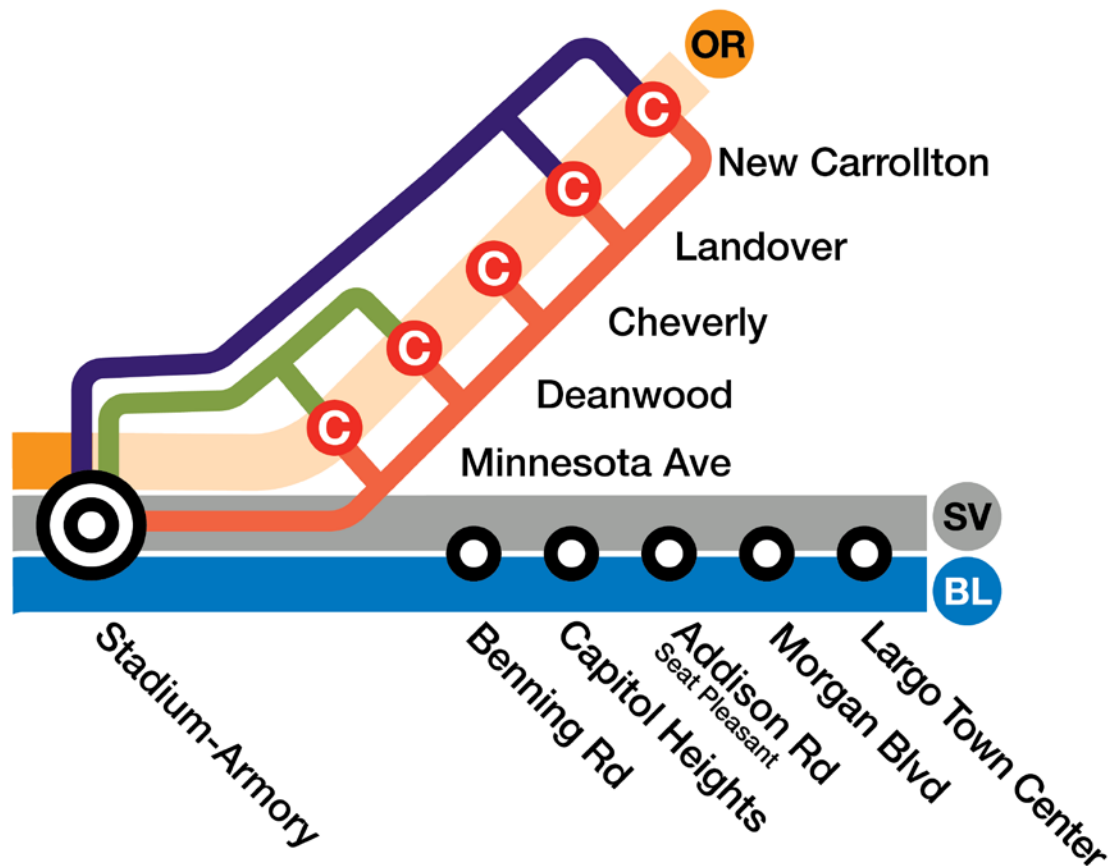 OR
C
New Carrollton
C
Landover
C
Cheverly
C
Deanwood
C
Minnesota Ave
SV
BL
Stadium-Armory
Benning Rd
Capitol Heights
Addison Rd
Seat Pleasant
Morgan Blvd
Largo Town Center